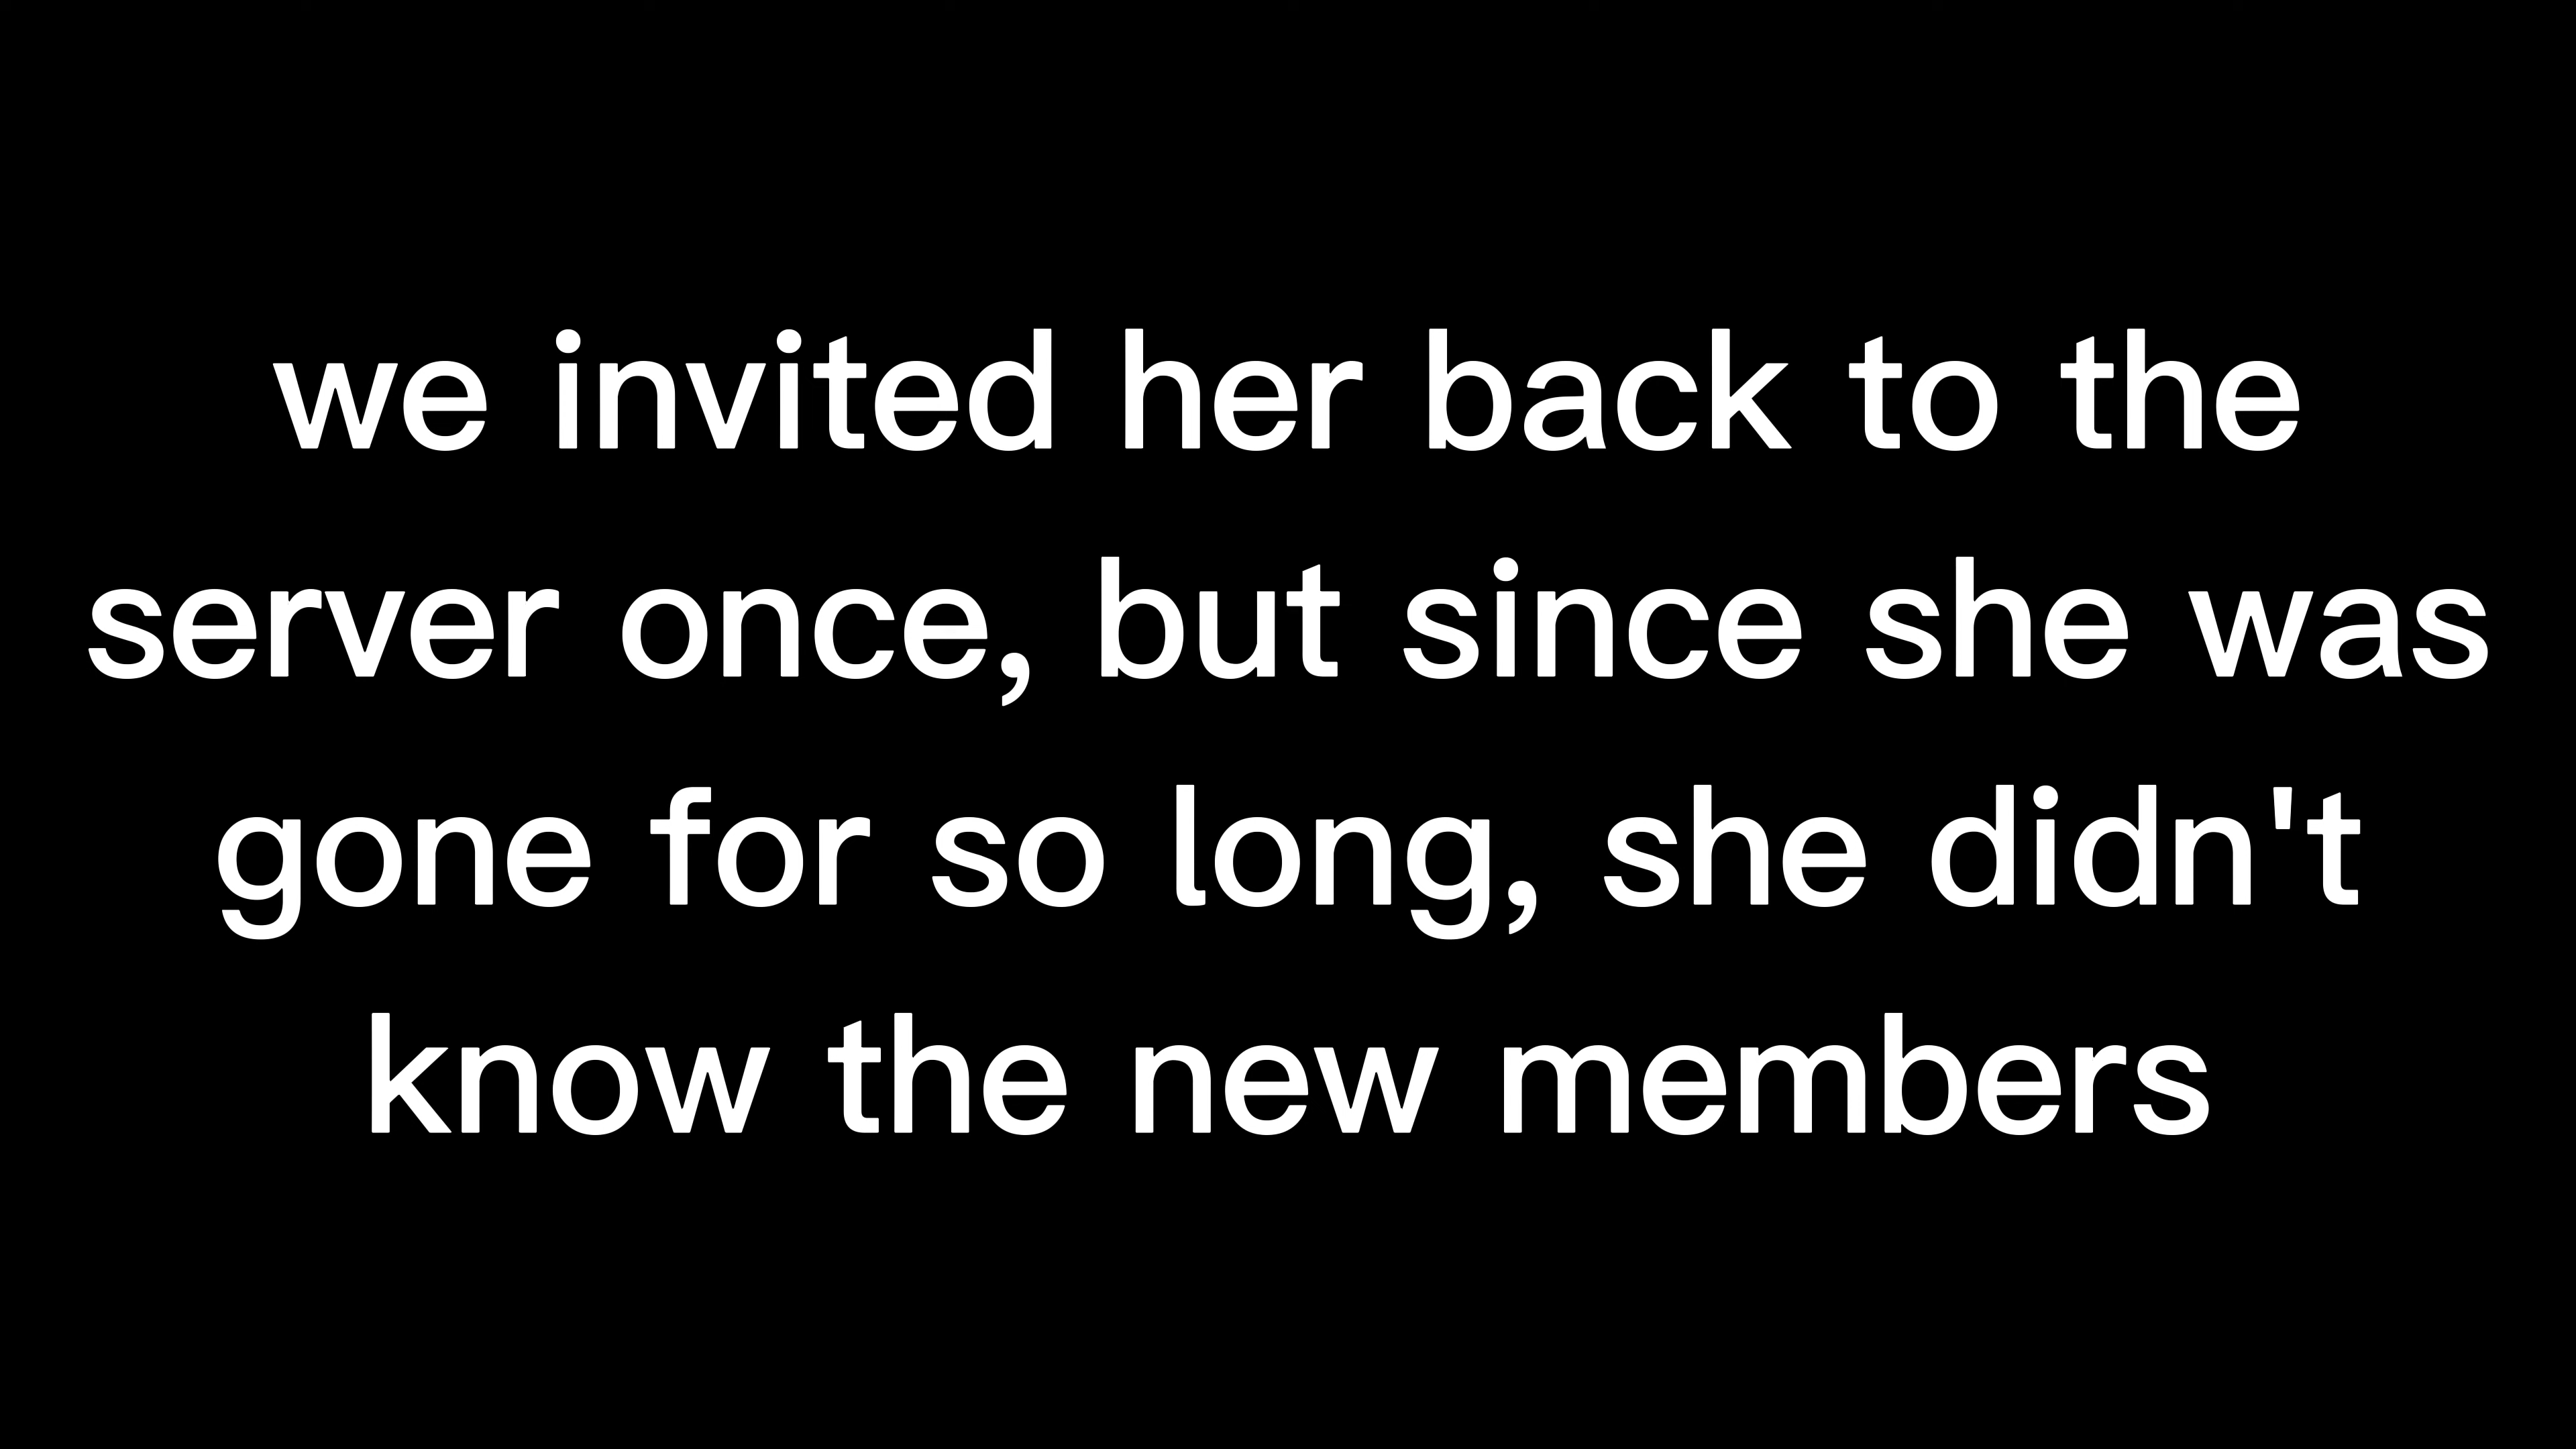 we invited her back to the
server once, but since she was
gone for so long, she didn't
know the new members